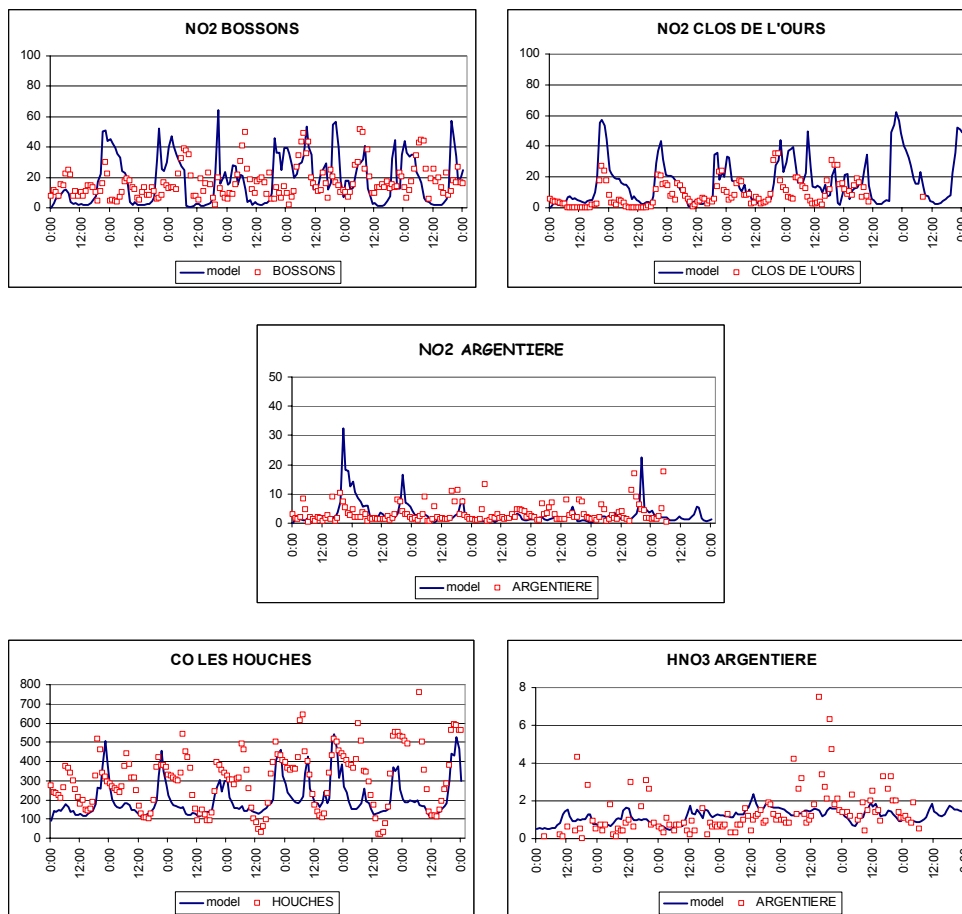 NO2 BOSSONS
100
80
60
40
20
0
0:00 12:00 0:00 12:00 0:00 12:00 0:00 12:00 0:00 12:00 0:00 12:00 0:00 12:00 0:00
model BOSSONS
NO2 CLOS DE L'OURS
100
80
60
40
20
0
0:00 12:00 0:00 12:00 0:00 12:00 0:00 12:00 0:00 12:00 0:00 12:00 0:00 12:00 0:00
model CLOS DE L'OURS
NO2 ARGENTIERE
50
40
30
20
10
0
0:00 12:00 0:00 12:00 0:00 12:00 0:00 12:00 0:00 12:00 0:00 12:00 0:00 12:00 0:00
model ARGENTIERE
CO LES HOUCHES
800
700
600
500
400
300
200
100
0
0:00 12:00 0:00 12:00 0:00 12:00 0:00 12:00 0:00 12:00 0:00 12:00 0:00 12:00 0:00
model HOUCHES
HNO3 ARGENTIERE
8
6
4
2
0
0:00 12:00 0:00 12:00 0:00 12:00 0:00 12:00 0:00 12:00 0:00 12:00 0:00 12:00 0:00
model ARGENTIERE